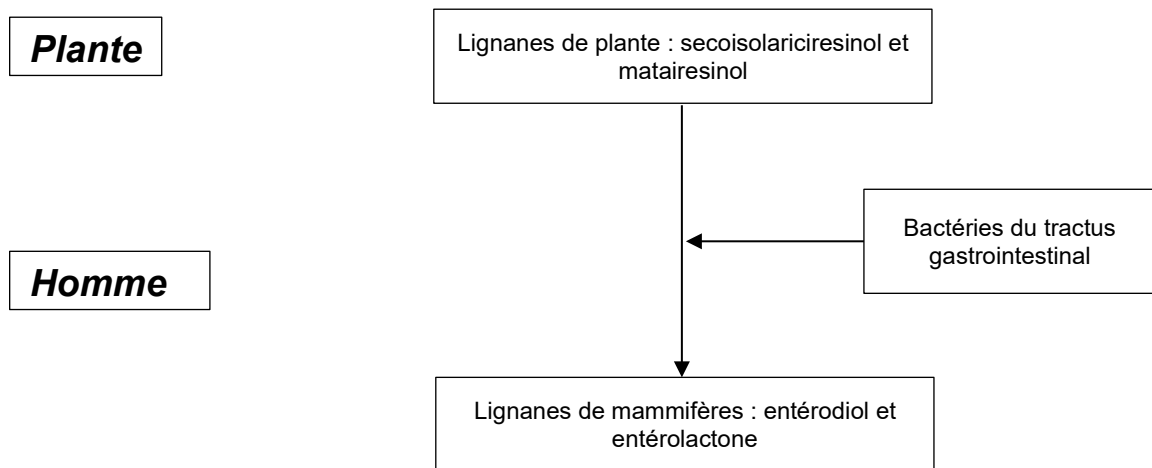 Plante
Lignanes de plante : secoisolariciresinol et
matairesinol
Bactéries du tractus
gastrointestinal
Homme
Lignanes de mammifères : entérodiol et
entérolactone